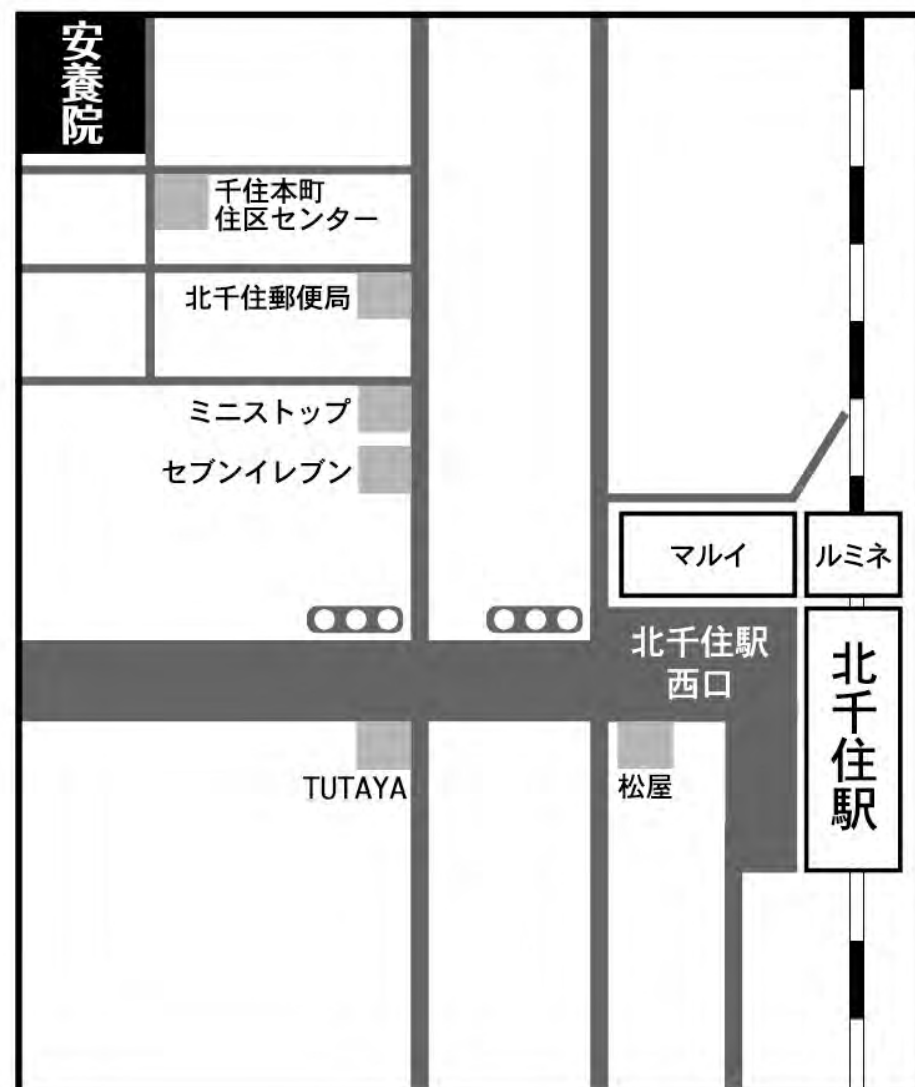 安養院
千住本町
住区センター
北千住郵便局
ミニストップ
セブンイレブン
マルイ
ルミネ
北千住駅
西口
北千住駅
TUTAYA
松屋